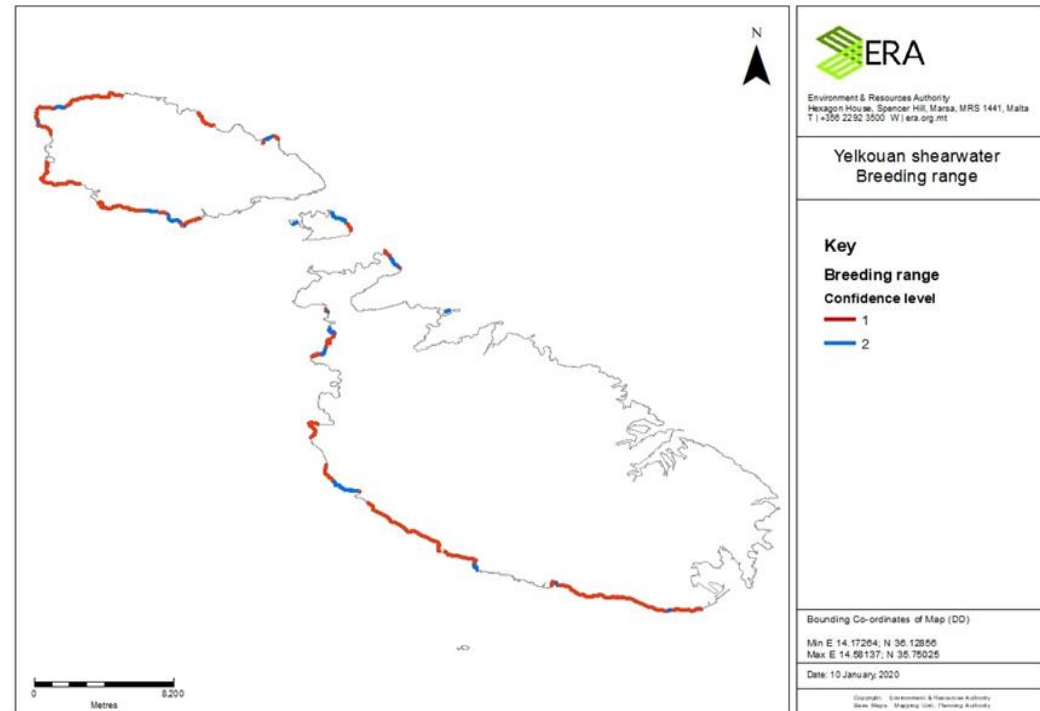 N
0
8,200
Metres
ERA
Environment & Resources Authority
Hexagon House, Spencer Hill, Marsa, MRS 1441, Malta
T | +356 2292 3500 W | era.org.mt
Yelkouan shearwater
Breeding range
Key
Breeding range
Confidence level
1
2
Bounding Co-ordinates of Map (DD)
Min E 14.17264; N 36.12856
Max E 14.58137; N 35.75025
Date: 10 January, 2020
Copyright: Environment & Resources Authority
Base Maps: Mapping Unit, Planning Authority